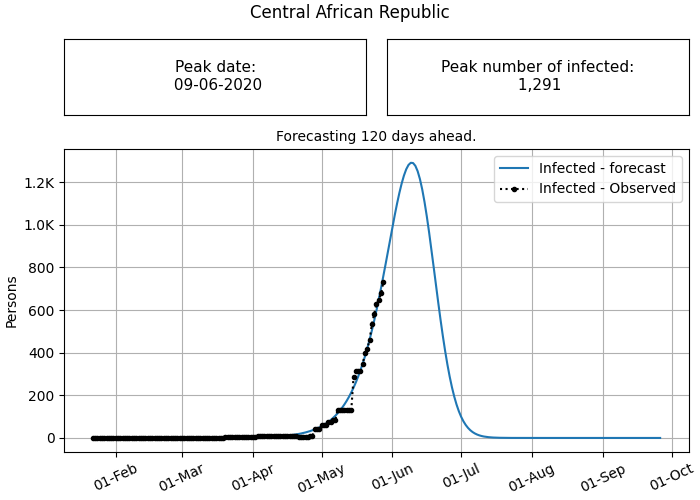 Central African Republic
Peak date:
09-06-2020
Peak number of infected:
1,291
Forecasting 120 days ahead.
Infected - forecast
Infected - Observed
1.2K
1.0K
800
600
400
200
0
Persons
01-Feb
01-Mar
01-Apr
01-May
01-Jun
01-Jul
01-Aug
01-Sep
01-Oct